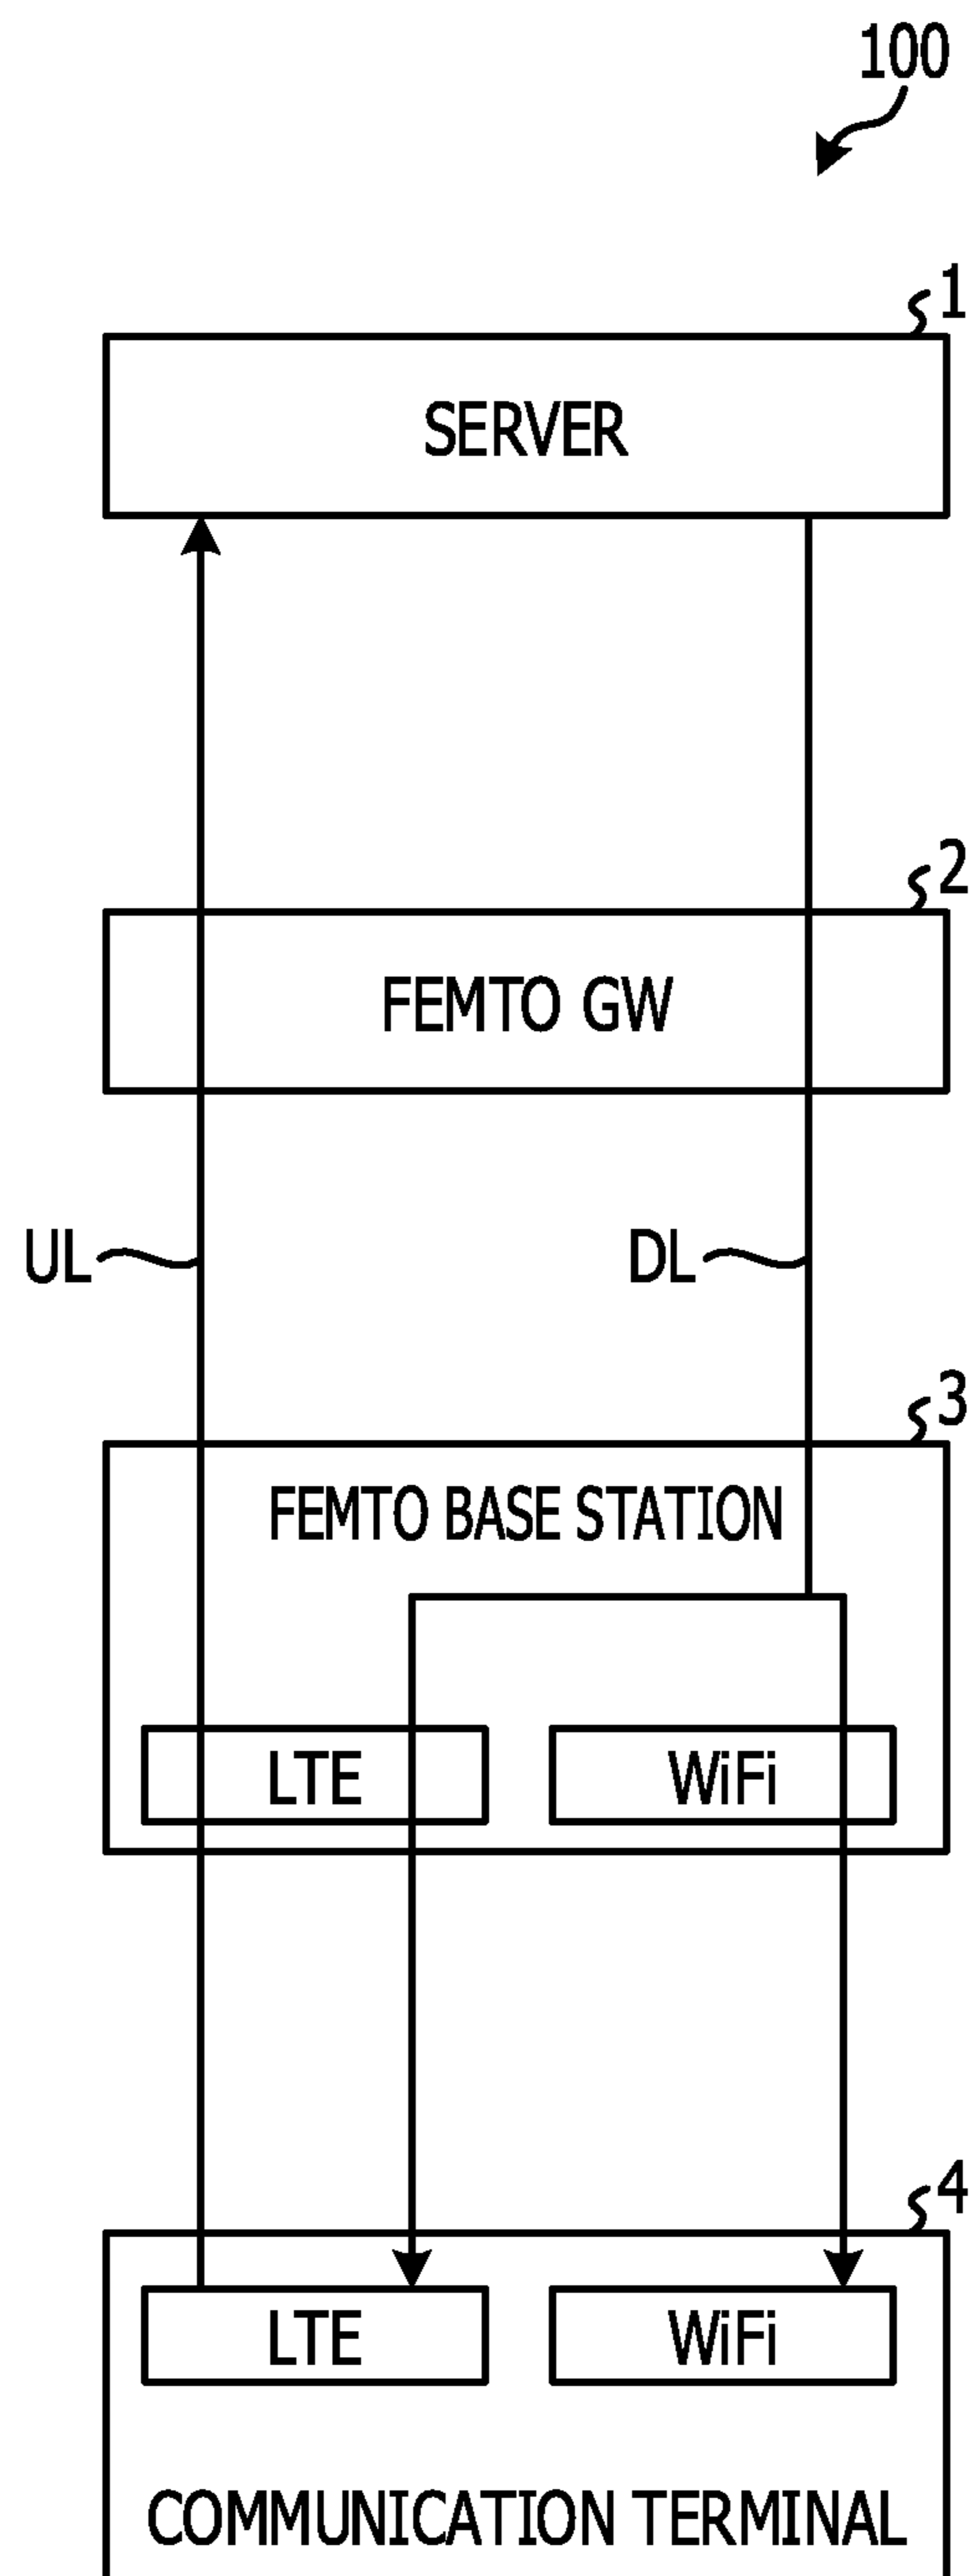 100
1
SERVER
2
FEMTO GW
UL
DL
3
FEMTO BASE STATION
LTE
WiFi
4
LTE
WiFi
COMMUNICATION TERMINAL